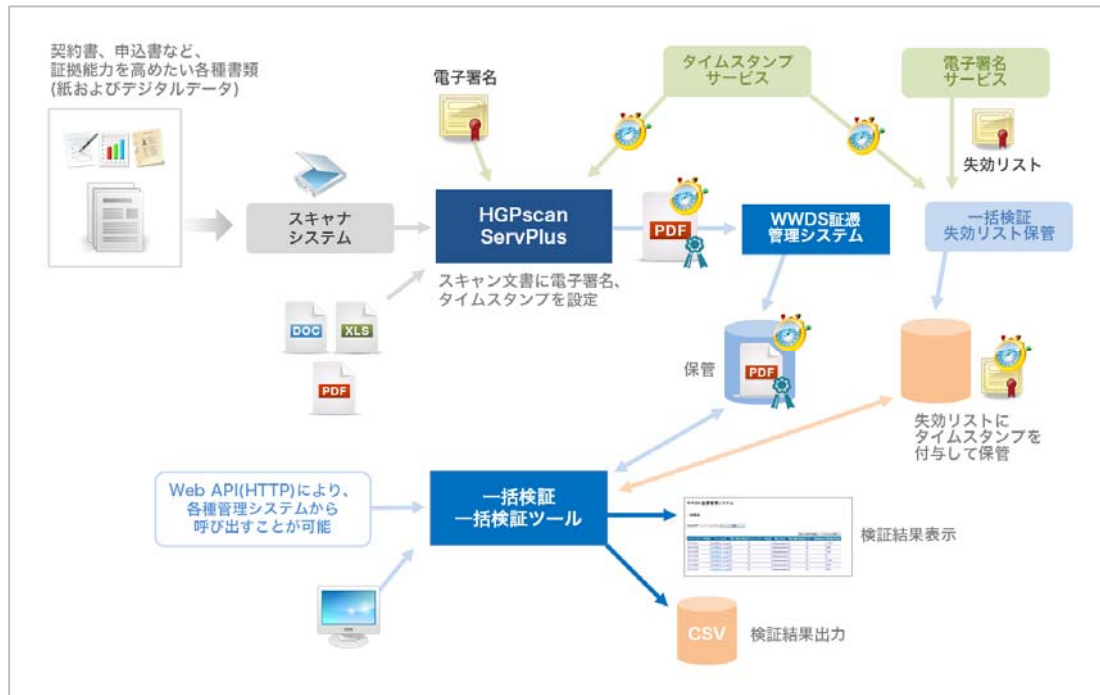 契約書、申込書など、
証拠能力を高めたい各種書類
(紙およびデジタルデータ)
電子署名
タイムスタンプ
サービス
電子署名
サービス
失効リスト
スキャナ
システム
HGPscan
ServPlus
PDF
WWDS証憑
管理システム
一括検証
失効リスト保管
スキャン文書に電子署名、
タイムスタンプを設定
DOC
XLS
PDF
保管
PDF
失効リストに
タイムスタンプを
付与して保管
Web API(HTTP)により、
各種管理システムから
呼び出すことが可能
一括検証
一括検証ツール
検証結果表示
CSV
検証結果出力